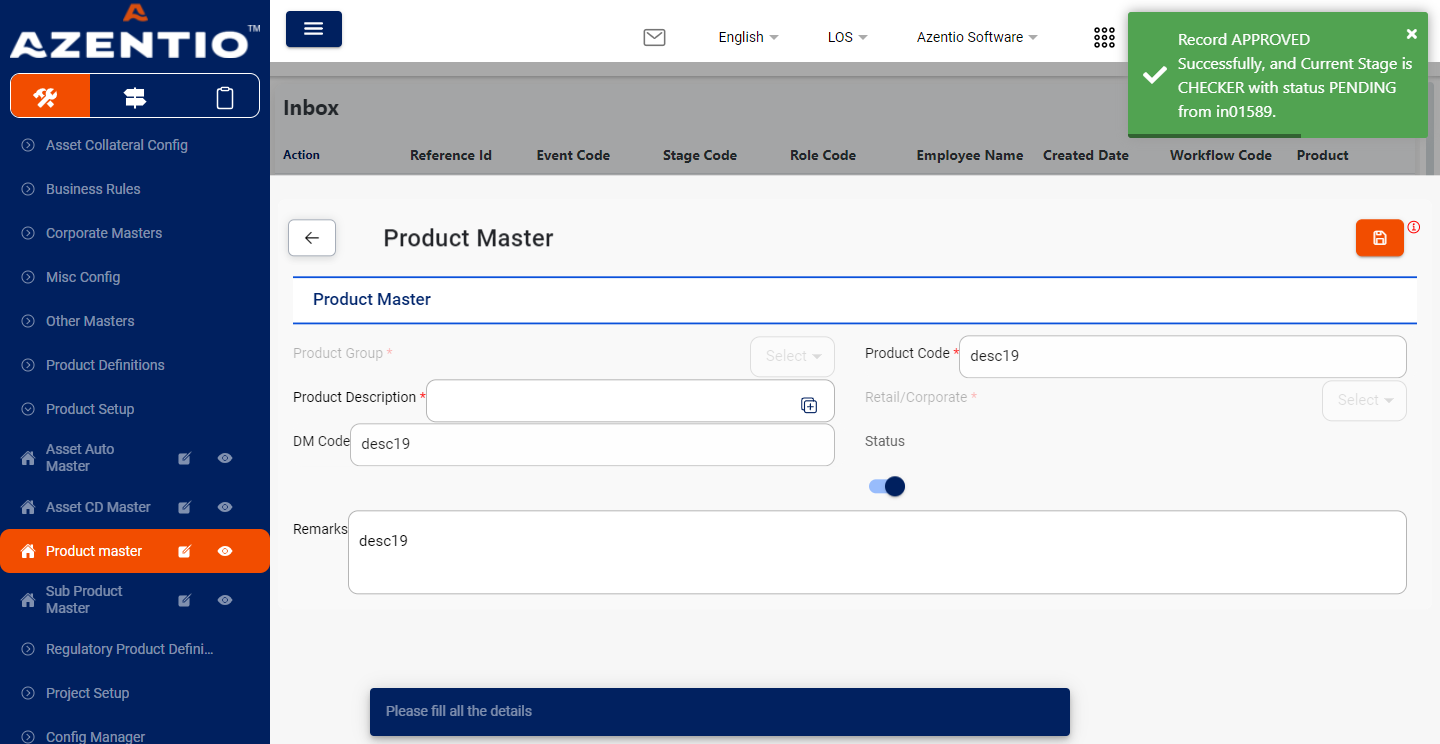 AZENTIO™
English
LOS
Azentio Software
Record APPROVED
Successfully, and Current Stage is
CHECKER with status PENDING
from in01589.
Asset Collateral Config
Business Rules
Corporate Masters
Misc Config
Other Masters
Product Definitions
Product Setup
Asset Auto
Master
Asset CD Master
Product master
Sub Product
Master
Regulatory Product Defini...
Project Setup
Config Manager
Inbox
Action Reference Id Event Code Stage Code Role Code Employee Name Created Date Workflow Code Product
Product Master
Product Master
Product Group * Select
Product Code * desc19
Product Description *
Retail/Corporate * Select
DM Code desc19
Status
Remarks desc19
Please fill all the details